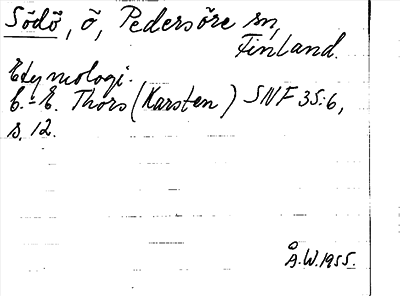 Södö, ö, Pedersöre sn,
Finland.
Etymologi.
C.-E. Thors (Karsten) SNF 35:6,
s. 12.
Å.W. 1955.